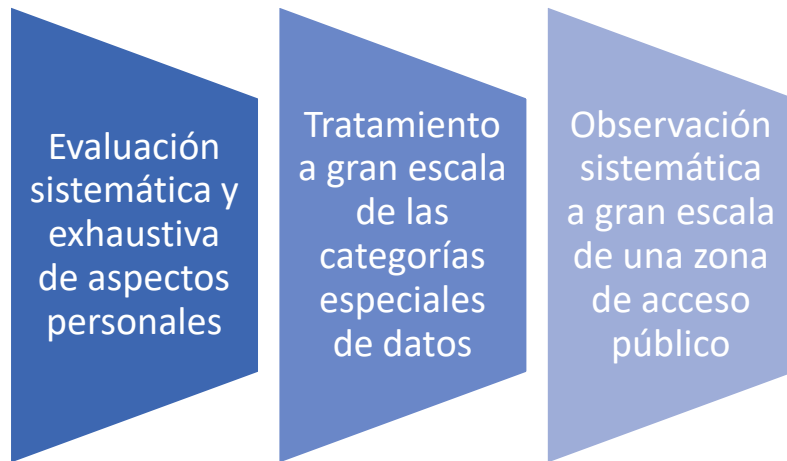 Evaluación
sistemática y
exhaustiva
de aspectos
personales
Tratamiento
a gran escala
de las
categorías
especiales
de datos
Observación
sistemática
a gran escala
de una zona
de acceso
público